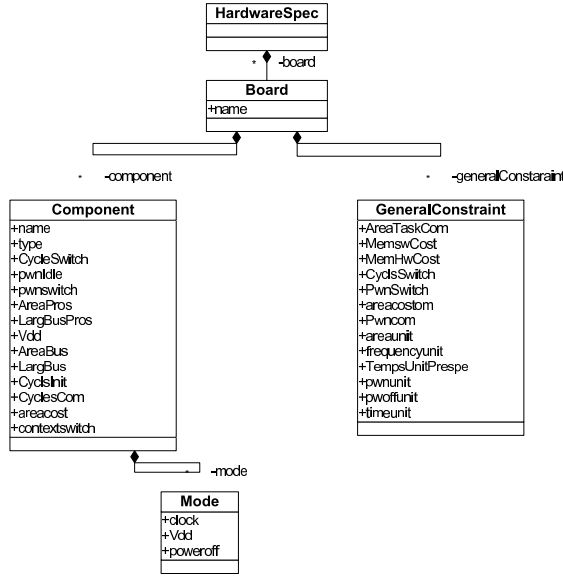 HardwareSpec
* -board
Board
+name
* -component
* -generalConstaraint
Component
+name
+type
+CycleSwitch
+pwnIdle
+pwnswitch
+AreaPros
+LargBusPros
+Vdd
+AreaBus
+LargBus
+CyclsInit
+CyclesCom
+areacost
+contextswitch
GeneralConstraint
+AreaTaskCom
+MemswCost
+MemHwCost
+CyclsSwitch
+PwnSwitch
+areacostom
+Pwncom
+areaunit
+frequencyunit
+TempsUnitPrespe
+pwnunit
+pwoffunit
+timeunit
* -mode
Mode
+clock
+Vdd
+poweroff